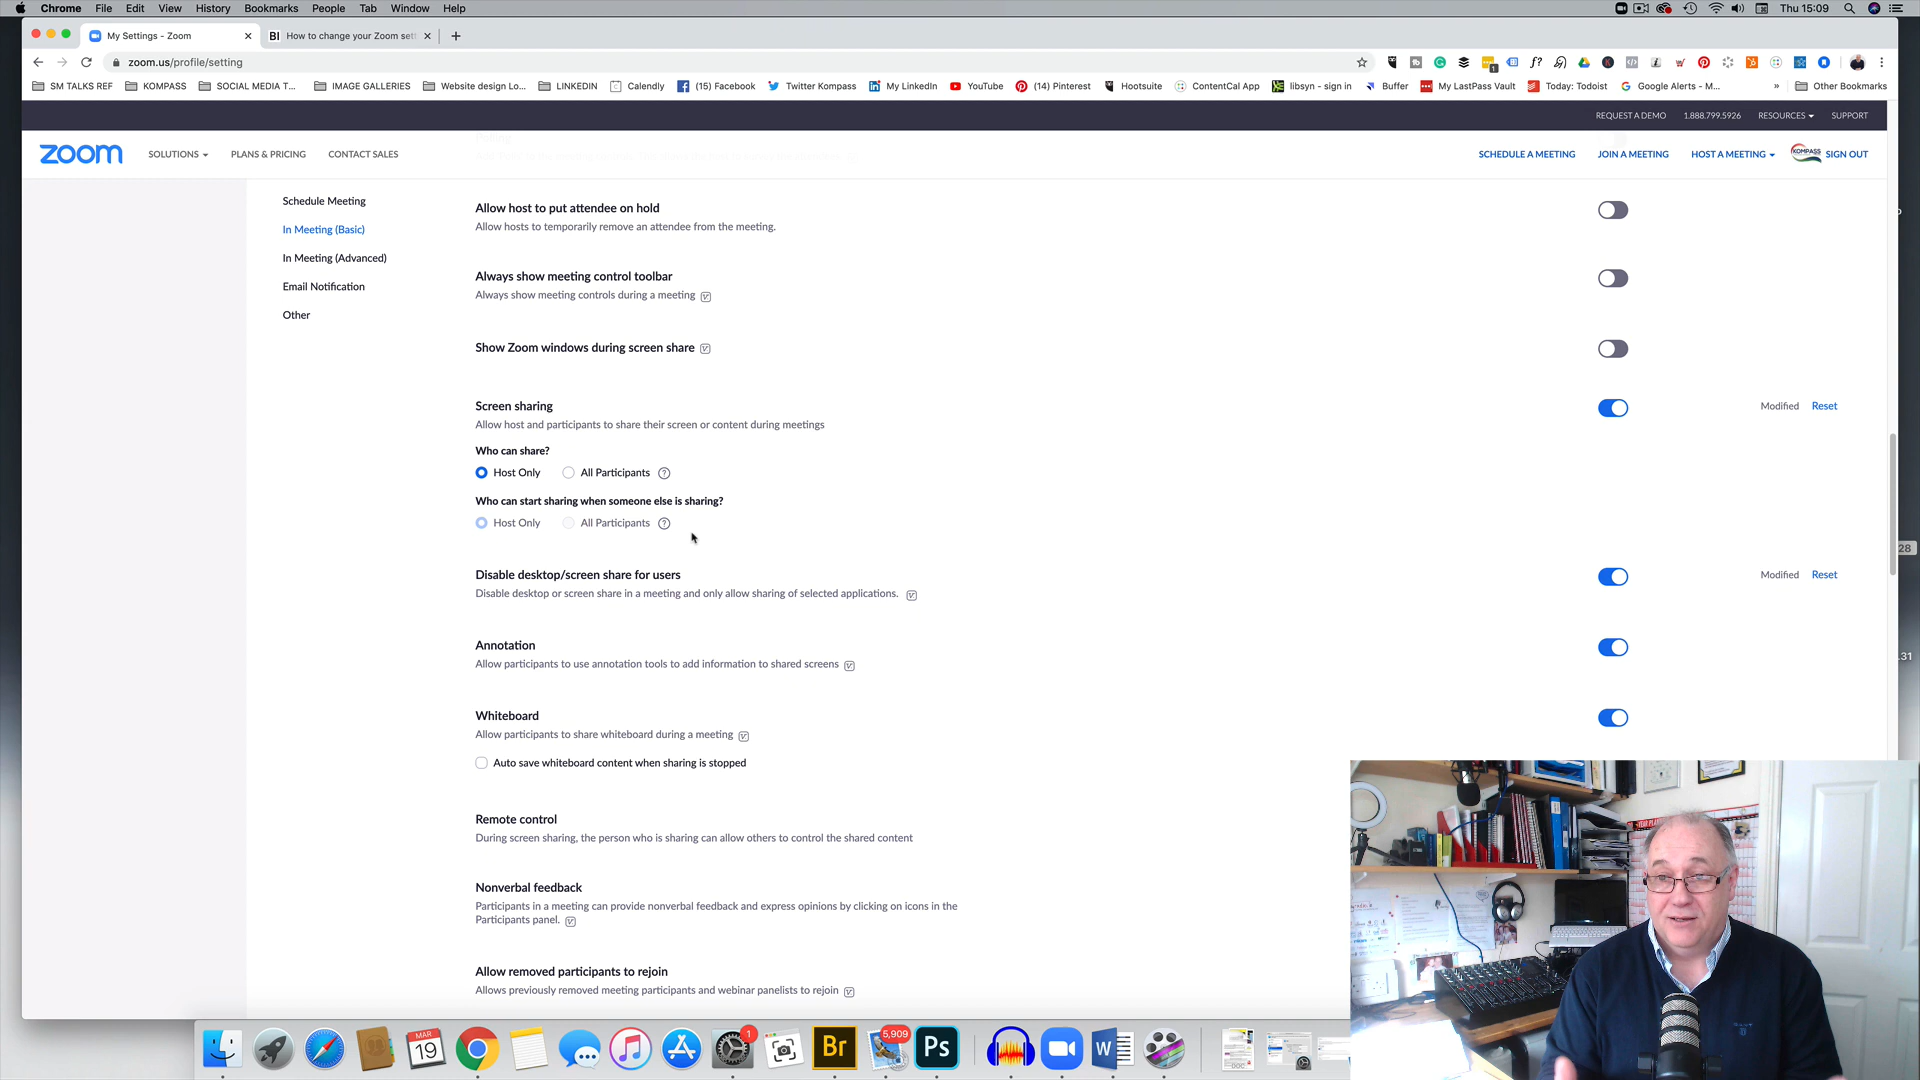 Chrome File Edit View History Bookmarks People Tab Window Help
Thu 15:09
My Settings - Zoom
BI How to change your Zoom set
zoom.us/profile/setting
SM TALKS REF KOMPASS SOCIAL MEDIA T... IMAGE GALLERIES Website design Lo... LINKEDIN Calendly (15) Facebook Twitter Kompass My LinkedIn YouTube (14) Pinterest Hootsuite ContentCal App libsyn - sign in Buffer My LastPass Vault Today: Todoist Google Alerts - M... » Other Bookmarks
REQUEST A DEMO 1.888.799.5926 RESOURCES SUPPORT
zoom SOLUTIONS PLANS & PRICING CONTACT SALES SCHEDULE A MEETING JOIN A MEETING HOST A MEETING KOMPASS SIGN OUT
Schedule Meeting
In Meeting (Basic)
In Meeting (Advanced)
Email Notification
Other
Allow host to put attendee on hold
Allow hosts to temporarily remove an attendee from the meeting.
Always show meeting control toolbar
Always show meeting controls during a meeting
Show Zoom windows during screen share
Screen sharing
Modified Reset
Allow host and participants to share their screen or content during meetings
Who can share?
Host Only All Participants
Who can start sharing when someone else is sharing?
Host Only All Participants
28
Disable desktop/screen share for users
Modified Reset
Disable desktop or screen share in a meeting and only allow sharing of selected applications.
Annotation
.31
Allow participants to use annotation tools to add information to shared screens
Whiteboard
Allow participants to share whiteboard during a meeting
Auto save whiteboard content when sharing is stopped
Remote control
During screen sharing, the person who is sharing can allow others to control the shared content
Nonverbal feedback
Participants in a meeting can provide nonverbal feedback and express opinions by clicking on icons in the
Participants panel.
Allow removed participants to rejoin
Allows previously removed meeting participants and webinar panelists to rejoin
MAR
19
1
Br
5,909
Ps
W
DOC